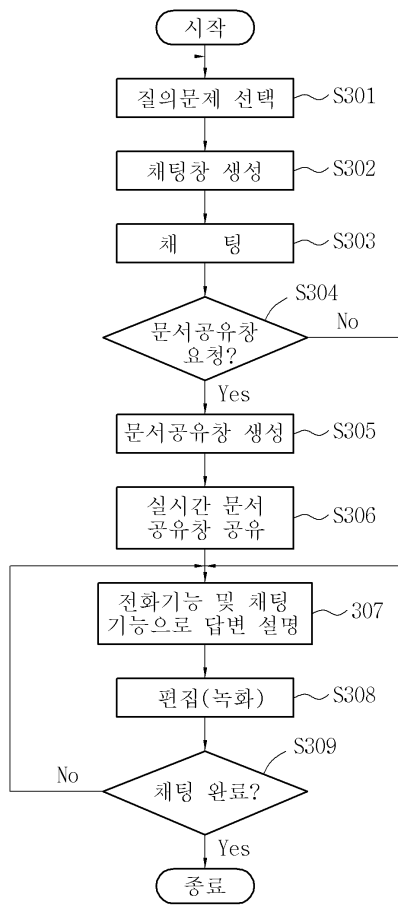 시작
질의문제 선택
S301
채팅창 생성
S302
채 팅
S303
S304
문서공유창
요청?
No
Yes
문서공유창 생성
S305
실시간 문서
공유창 공유
S306
전화기능 및 채팅
기능으로 답변 설명
307
편집(녹화)
S308
S309
채팅 완료?
No
Yes
종료